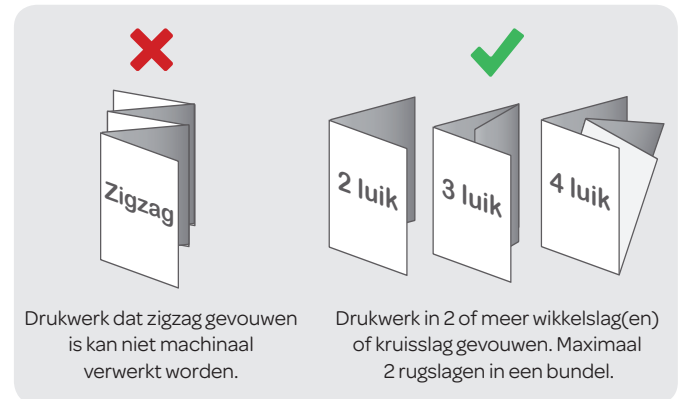 Zigzag
2 luik
3 luik
4 luik
Drukwerk dat zigzag gevouwen
is kan niet machinaal
verwerkt worden.
Drukwerk in 2 of meer wikkelslag(en)
of kruisslag gevouwen. Maximaal
2 rugslagen in een bundel.